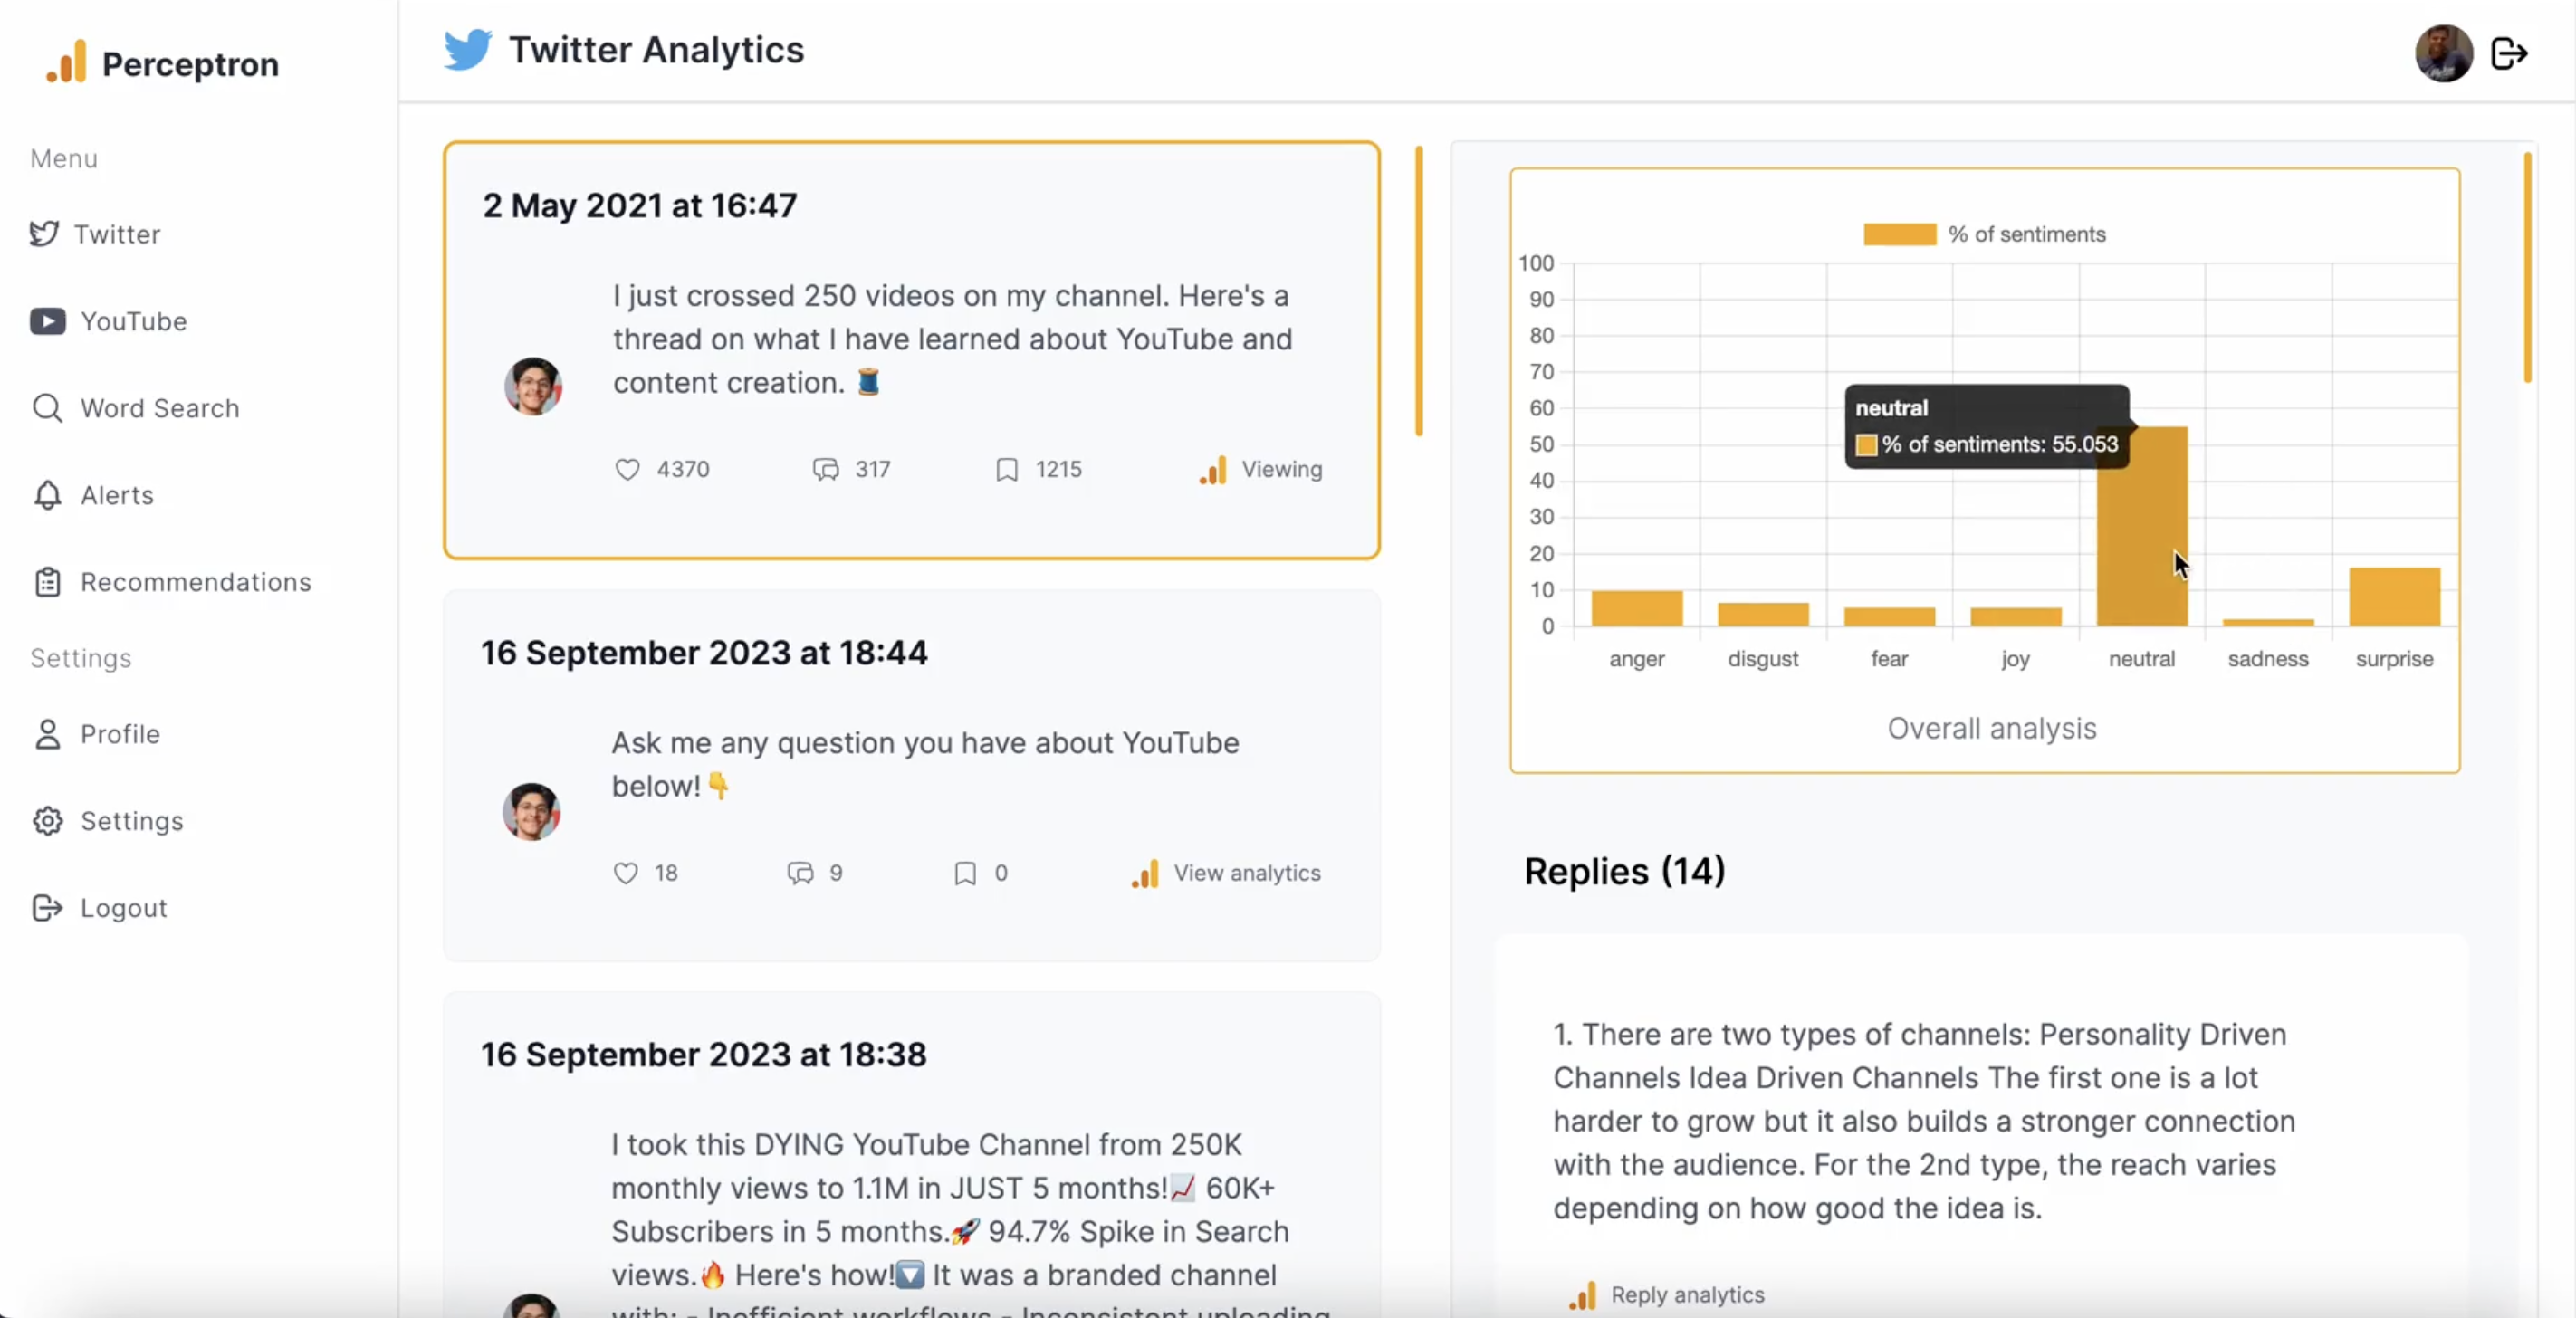 Perceptron
Menu
Twitter
YouTube
Word Search
Alerts
Recommendations
Settings
Profile
Settings
Logout
Twitter Analytics
2 May 2021 at 16:47
I just crossed 250 videos on my channel. Here's a
thread on what I have learned about YouTube and
content creation. 🧵
4370 317 1215 Viewing
16 September 2023 at 18:44
Ask me any question you have about YouTube
below!👇
18 9 0 View analytics
16 September 2023 at 18:38
I took this DYING YouTube Channel from 250K
monthly views to 1.1M in JUST 5 months!📈 60K+
Subscribers in 5 months.🚀 94.7% Spike in Search
views.🔥 Here's how!🔽 It was a branded channel
with: - Inefficient workflows - Inconsistent uploading
% of sentiments
100
90
80
70
60
50
40
30
20
10
0
neutral
% of sentiments: 55.053
anger disgust fear joy neutral sadness surprise
Overall analysis
Replies (14)
1. There are two types of channels: Personality Driven
Channels Idea Driven Channels The first one is a lot
harder to grow but it also builds a stronger connection
with the audience. For the 2nd type, the reach varies
depending on how good the idea is.
Reply analytics